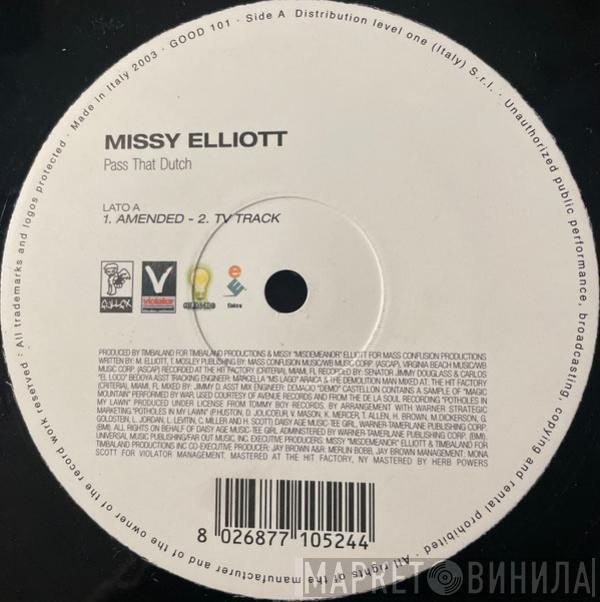 All trademarks and logos protected · Made in Italy 2003 · GOOD 101 · Side A Distribution level one (Italy) S.r.l. · Unauthorized public performance, broadcasting, copying and rental prohibited · All rights of the manufacturer and of the owner of the record work reserved ·
MISSY ELLIOTT
Pass That Dutch
LATO A
1. AMENDED - 2. TV TRACK
V
violator
management
e
PRODUCED BY TIMBALAND FOR TIMBALAND PRODUCTIONS & MISSY "MISDEMEANOR" ELLIOTT FOR MASS CONFUSION PRODUCTIONS
WRITTEN BY: M. ELLIOTT, T. MOSLEY PUBLISHING BY: MASS CONFUSION MUSIC/WB MUSIC CORP. (ASCAP), VIRGINIA BEACH MUSIC/WB
MUSIC CORP. (ASCAP) RECORDED AT THE HIT FACTORY (CRITERIA), MIAMI, FL RECORDED BY: SENATOR JIMMY DOUGLASS & CARLOS
"EL LOCO" BEDOYA ASST TRACKING ENGINEER: MARKELLA "MS LAGO" ARAICA & THE DEMOLITION MAN MIXED AT: THE HIT FACTORY
(CRITERIA), MIAMI, FL MIXED BY: JIMMY D. ASST MIX ENGINEER: DEMACIO "DEMO" CASTELLON CONTAINS A SAMPLE OF "MAGIC
MOUNTAIN" PERFORMED BY WAR. USED COURTESY OF AVENUE RECORDS AND FROM THE DE LA SOUL RECORDING "POTHOLES IN
MY LAWN" PRODUCED UNDER LICENSE FROM TOMMY BOY RECORDS. BY ARRANGEMENT WITH WARNER STRATEGIC
MARKETING. "POTHOLES IN MY LAWN" (P. HUSTON, D. JOLICOEUR, V. MASON, K. MERCER, T. ALLEN, H. BROWN, M. DICKERSON, G.
GOLDSTEIN, L. JORDAN, L. LEVITIN, C. MILLER AND H. SCOTT) DAISY AGE MUSIC: TEE GIRL, WARNER-TAMERLANE PUBLISHING CORP.
(BMI). ALL RIGHTS ON BEHALF OF DAISY AGE MUSIC: TEE GIRL ADMINISTERED BY WARNER-TAMERLANE PUBLISHING CORP. (BMI).
UNIVERSAL MUSIC PUBLISHING/FAR OUT MUSIC, INC. EXECUTIVE PRODUCERS: MISSY "MISDEMEANOR" ELLIOTT & TIMBALAND FOR
TIMBALAND PRODUCTIONS INC CO-EXECUTIVE PRODUCER: JAY BROWN A&R: MERLIN BOBB, JAY BROWN MANAGEMENT: MONA
SCOTT FOR VIOLATOR MANAGEMENT. MASTERED AT THE HIT FACTORY, NY MASTERED BY HERB POWERS
8 026877 105244
МАРКЕТ ВИНИЛА